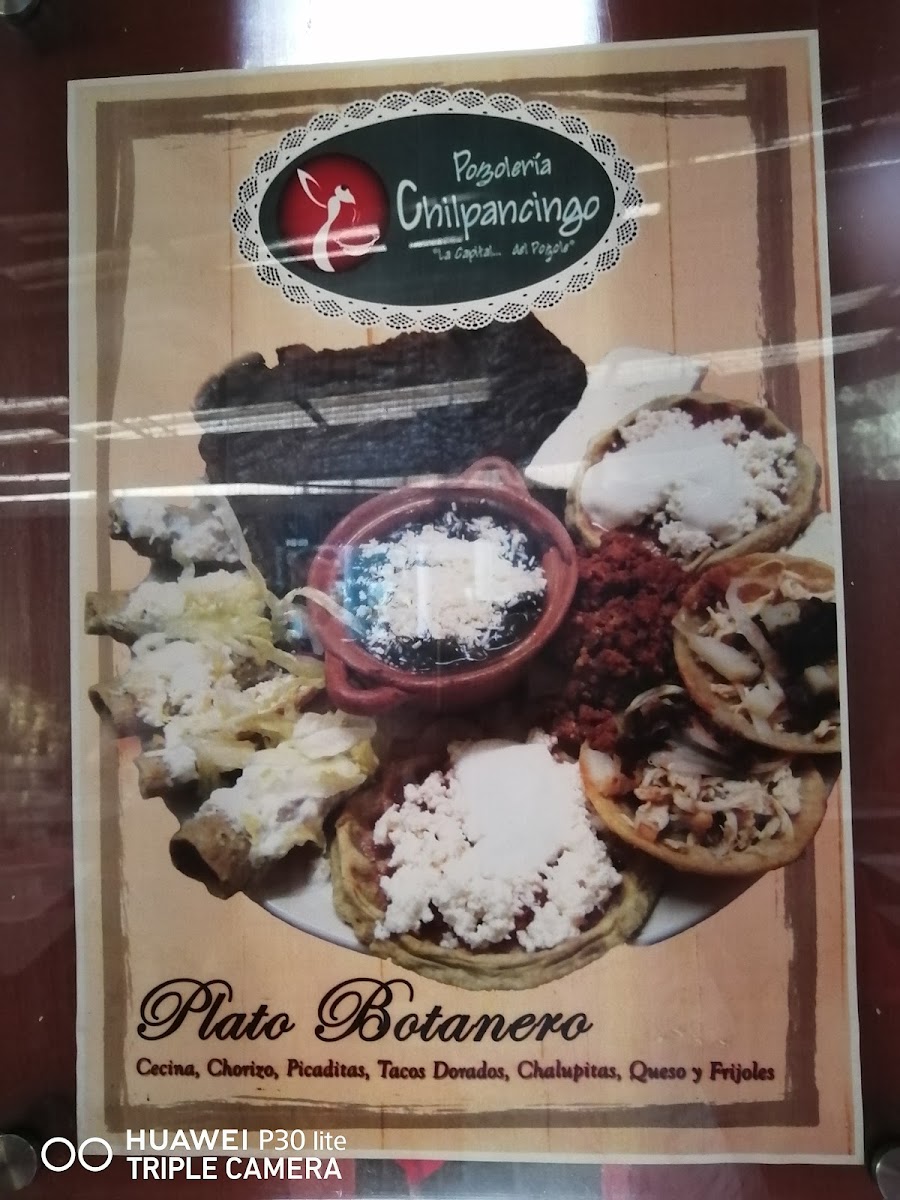 Pozolería
Chilpancingo
"La Capital... del Pozole"
Plato Botanero
Cecina, Chorizo, Picaditas, Tacos Dorados, Chalupitas, Queso y Frijoles
HUAWEI P30 lite
TRIPLE CAMERA